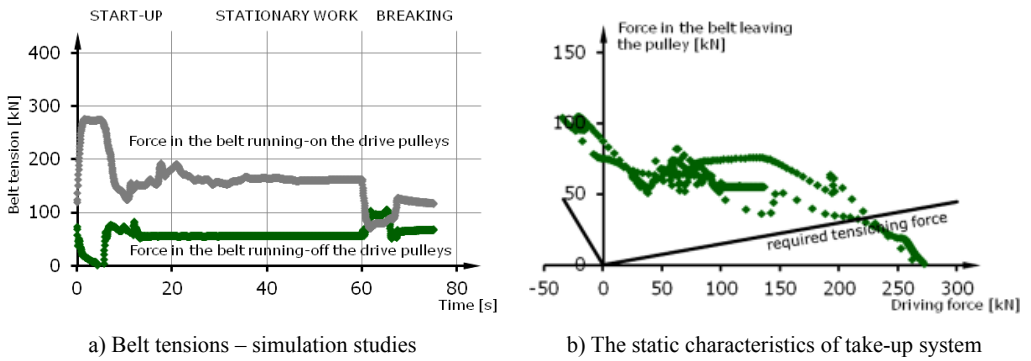 START-UP
STATIONARY WORK
BREAKING
400
300
200
100
0
Belt tension [kN]
Force in the belt running-on the drive pulleys
Force in the belt running-off the drive pulleys
0
20
40
60
80
Time [s]
a) Belt tensions – simulation studies
Force in the belt leaving
the pulley [kN]
150
100
50
0
required tensioning force
-50
0
50
100
150
200
250
300
Driving force [kN]
b) The static characteristics of take-up system